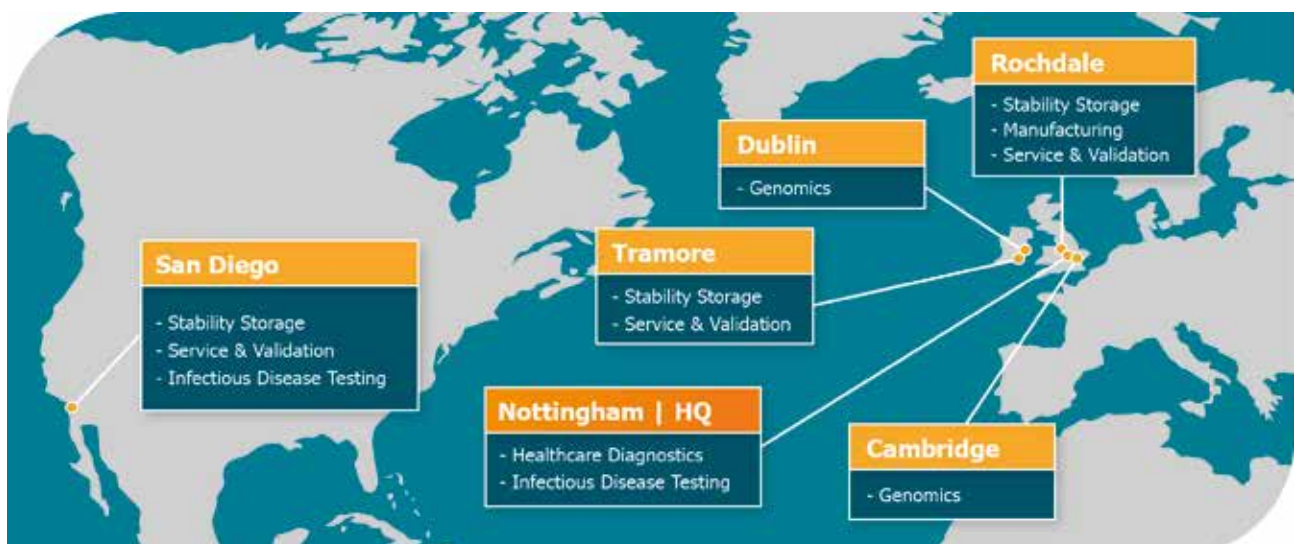 Rochdale
- Stability Storage
- Manufacturing
- Service & Validation
Dublin
- Genomics
Tramore
- Stability Storage
- Service & Validation
San Diego
- Stability Storage
- Service & Validation
- Infectious Disease Testing
Nottingham | HQ
- Healthcare Diagnostics
- Infectious Disease Testing
Cambridge
- Genomics